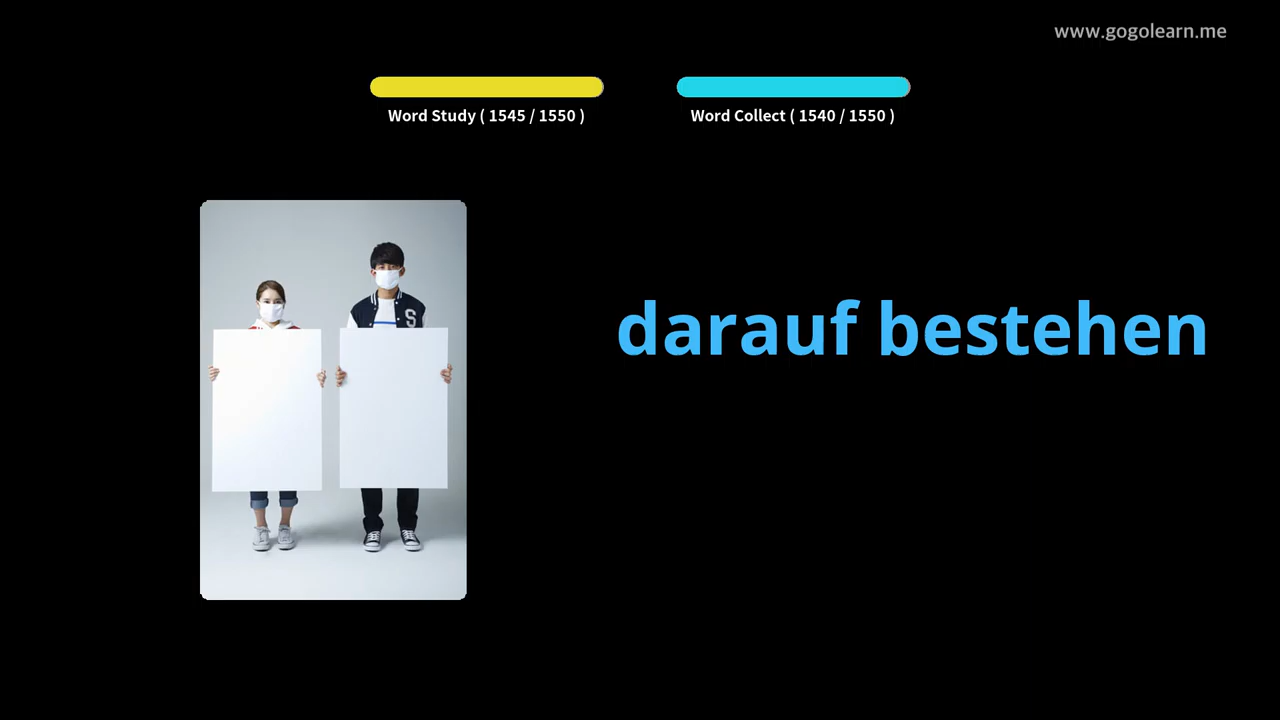 www.gogolearn.me
Word Study ( 1545 / 1550 )
Word Collect ( 1540 / 1550 )
S
darauf bestehen